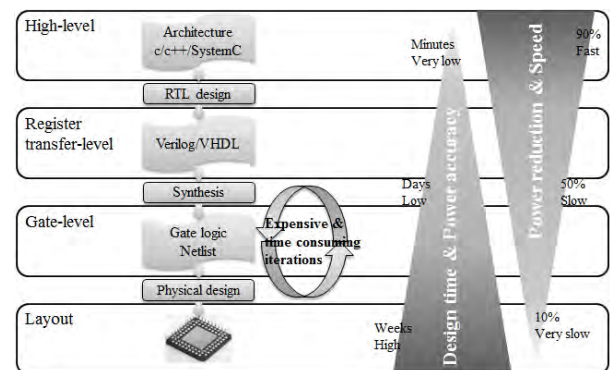 High-level
Architecture
c/c++/SystemC
Minutes
Very low
90%
Fast
RTL design
Register
transfer-level
Verilog/VHDL
Synthesis
Days
Low
50%
Slow
Gate-level
Gate logic
Netlist
Expensive &
time consuming
iterations
Physical design
Layout
Weeks
High
10%
Very slow
Design time & Power accuracy
Power reduction & Speed